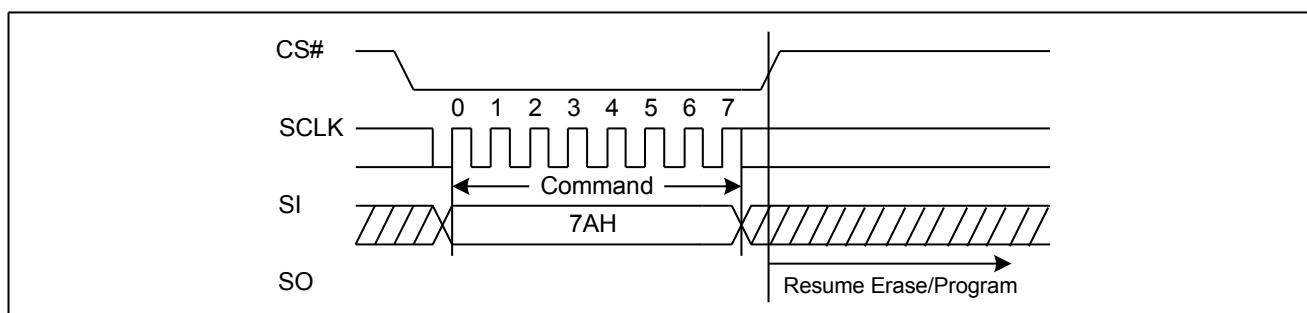 CS#
0 1 2 3 4 5 6 7
SCLK
Command
SI
7AH
SO
Resume Erase/Program